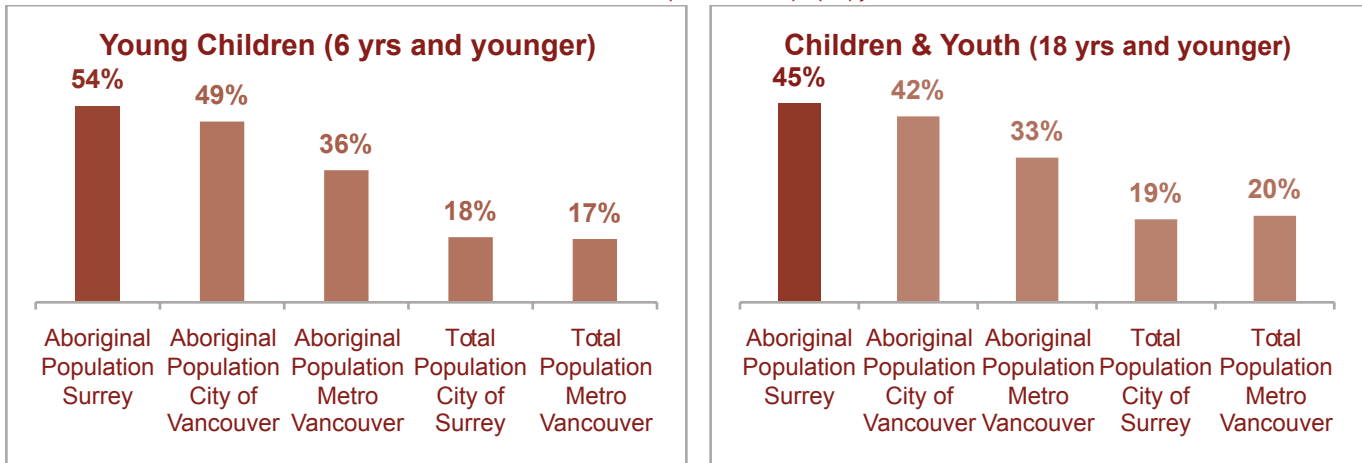 Young Children (6 yrs and younger)
54%
49%
36%
18%
17%
Aboriginal Population Surrey
Aboriginal Population City of Vancouver
Aboriginal Population Metro Vancouver
Total Population City of Surrey
Total Population Metro Vancouver
Children & Youth (18 yrs and younger)
45%
42%
33%
19%
20%
Aboriginal Population Surrey
Aboriginal Population City of Vancouver
Aboriginal Population Metro Vancouver
Total Population City of Surrey
Total Population Metro Vancouver